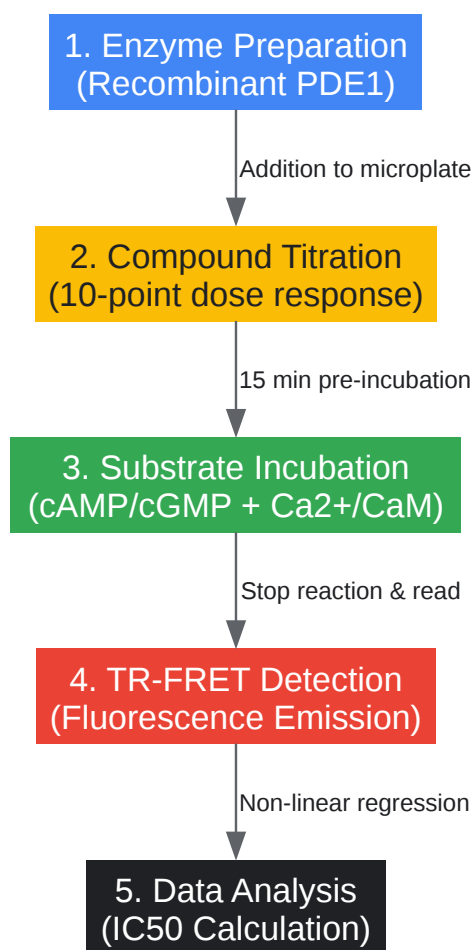 1. Enzyme Preparation
(Recombinant PDE1)
Addition to microplate
2. Compound Titration
(10-point dose response)
15 min pre-incubation
3. Substrate Incubation
(cAMP/cGMP + Ca2+/CaM)
Stop reaction & read
4. TR-FRET Detection
(Fluorescence Emission)
Non-linear regression
5. Data Analysis
(IC50 Calculation)